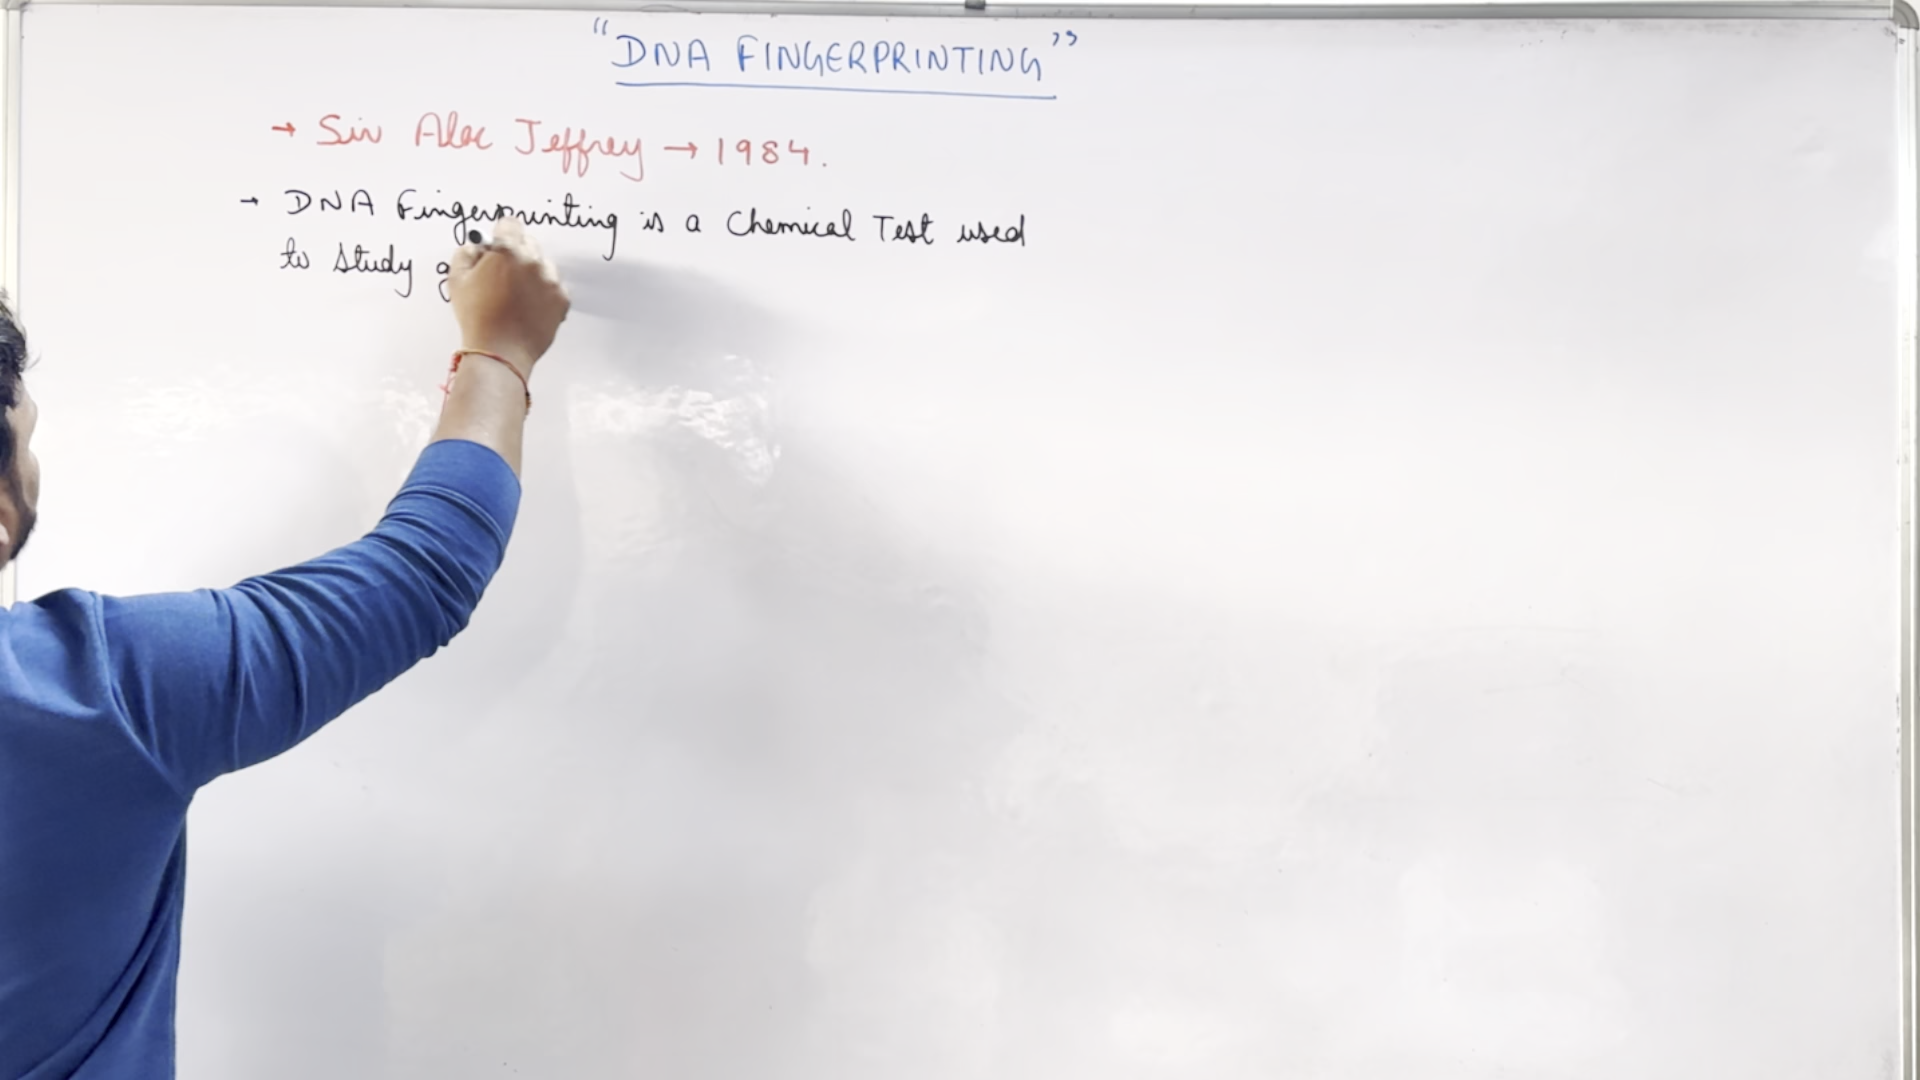 "DNA FINGERPRINTING"
→ Sir Alec Jeffrey → 1984.
→ DNA Fingerprinting is a Chemical Test used
to study g